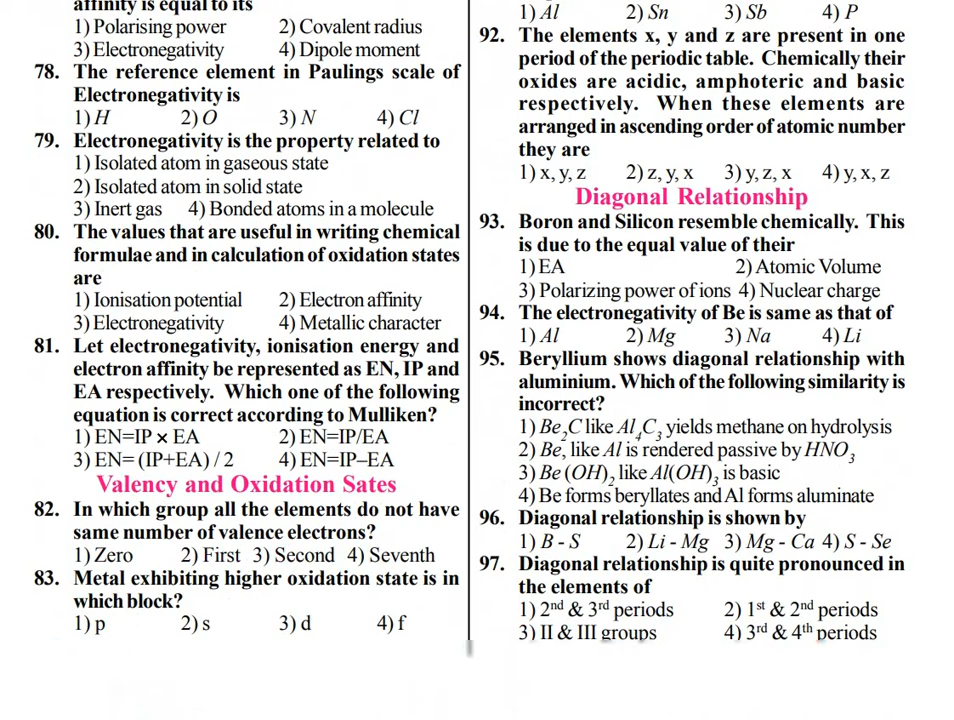 affinity is equal to its
1) Polarising power 2) Covalent radius
3) Electronegativity 4) Dipole moment
78. The reference element in Paulings scale of
Electronegativity is
1) H 2) O 3) N 4) Cl
79. Electronegativity is the property related to
1) Isolated atom in gaseous state
2) Isolated atom in solid state
3) Inert gas 4) Bonded atoms in a molecule
80. The values that are useful in writing chemical
formulae and in calculation of oxidation states
are
1) Ionisation potential 2) Electron affinity
3) Electronegativity 4) Metallic character
81. Let electronegativity, ionisation energy and
electron affinity be represented as EN, IP and
EA respectively. Which one of the following
equation is correct according to Mulliken?
1) EN=IP × EA 2) EN=IP/EA
3) EN= (IP+EA) / 2 4) EN=IP–EA
Valency and Oxidation Sates
82. In which group all the elements do not have
same number of valence electrons?
1) Zero 2) First 3) Second 4) Seventh
83. Metal exhibiting higher oxidation state is in
which block?
1) p 2) s 3) d 4) f
1) Al 2) Sn 3) Sb 4) P
92. The elements x, y and z are present in one
period of the periodic table. Chemically their
oxides are acidic, amphoteric and basic
respectively. When these elements are
arranged in ascending order of atomic number
they are
1) x, y, z 2) z, y, x 3) y, z, x 4) y, x, z
Diagonal Relationship
93. Boron and Silicon resemble chemically. This
is due to the equal value of their
1) EA 2) Atomic Volume
3) Polarizing power of ions 4) Nuclear charge
94. The electronegativity of Be is same as that of
1) Al 2) Mg 3) Na 4) Li
95. Beryllium shows diagonal relationship with
aluminium. Which of the following similarity is
incorrect?
1) Be₂C like Al₄C₃ yields methane on hydrolysis
2) Be, like Al is rendered passive by HNO₃
3) Be (OH)₂ like Al(OH)₃ is basic
4) Be forms beryllates and Al forms aluminate
96. Diagonal relationship is shown by
1) B - S 2) Li - Mg 3) Mg - Ca 4) S - Se
97. Diagonal relationship is quite pronounced in
the elements of
1) 2nd & 3rd periods 2) 1st & 2nd periods
3) II & III groups 4) 3rd & 4th periods